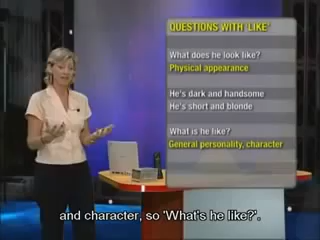 QUESTIONS WITH 'LIKE'
What does he look like?
Physical appearance
He's dark and handsome
He's short and blonde
What is he like?
General personality, character
and character, so 'What's he like?'.